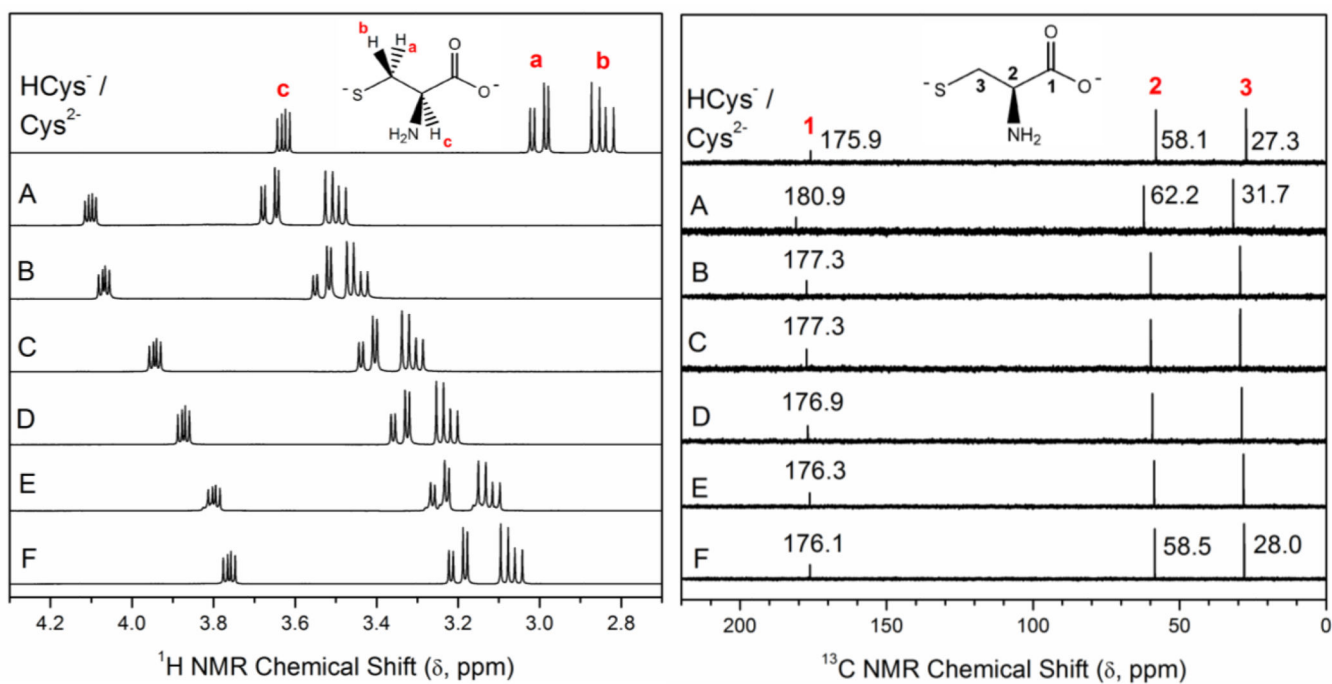 HCys⁻ /
Cys²⁻
c
b
H
H
a
O
⁻S
O⁻
H₂N
H
c
a
b
A
B
C
D
E
F
4.2 4.0 3.8 3.6 3.4 3.2 3.0 2.8
¹H NMR Chemical Shift (δ, ppm)
HCys⁻ /
Cys²⁻
O
⁻S
3
2
1
O⁻
NH₂
1
2
3
175.9 58.1 27.3
A 180.9 62.2 31.7
B 177.3
C 177.3
D 176.9
E 176.3
F 176.1 58.5 28.0
200 150 100 50 0
¹³C NMR Chemical Shift (δ, ppm)